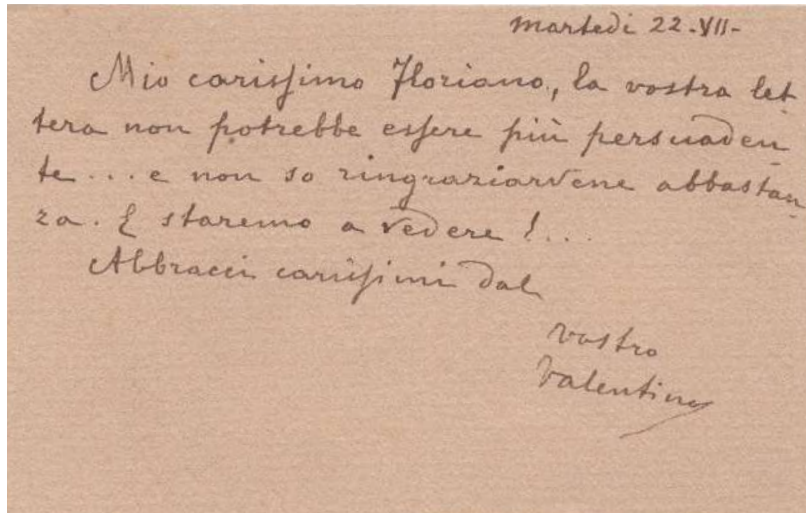 martedì 22-VII-
Mio carissimo Floriano, la vostra let
tera non potrebbe essere più persuaden
te... e non so ringraziarvene abbastan
za. E staremo a vedere!...
Abbracci carissimi dal
vostro
Valentino